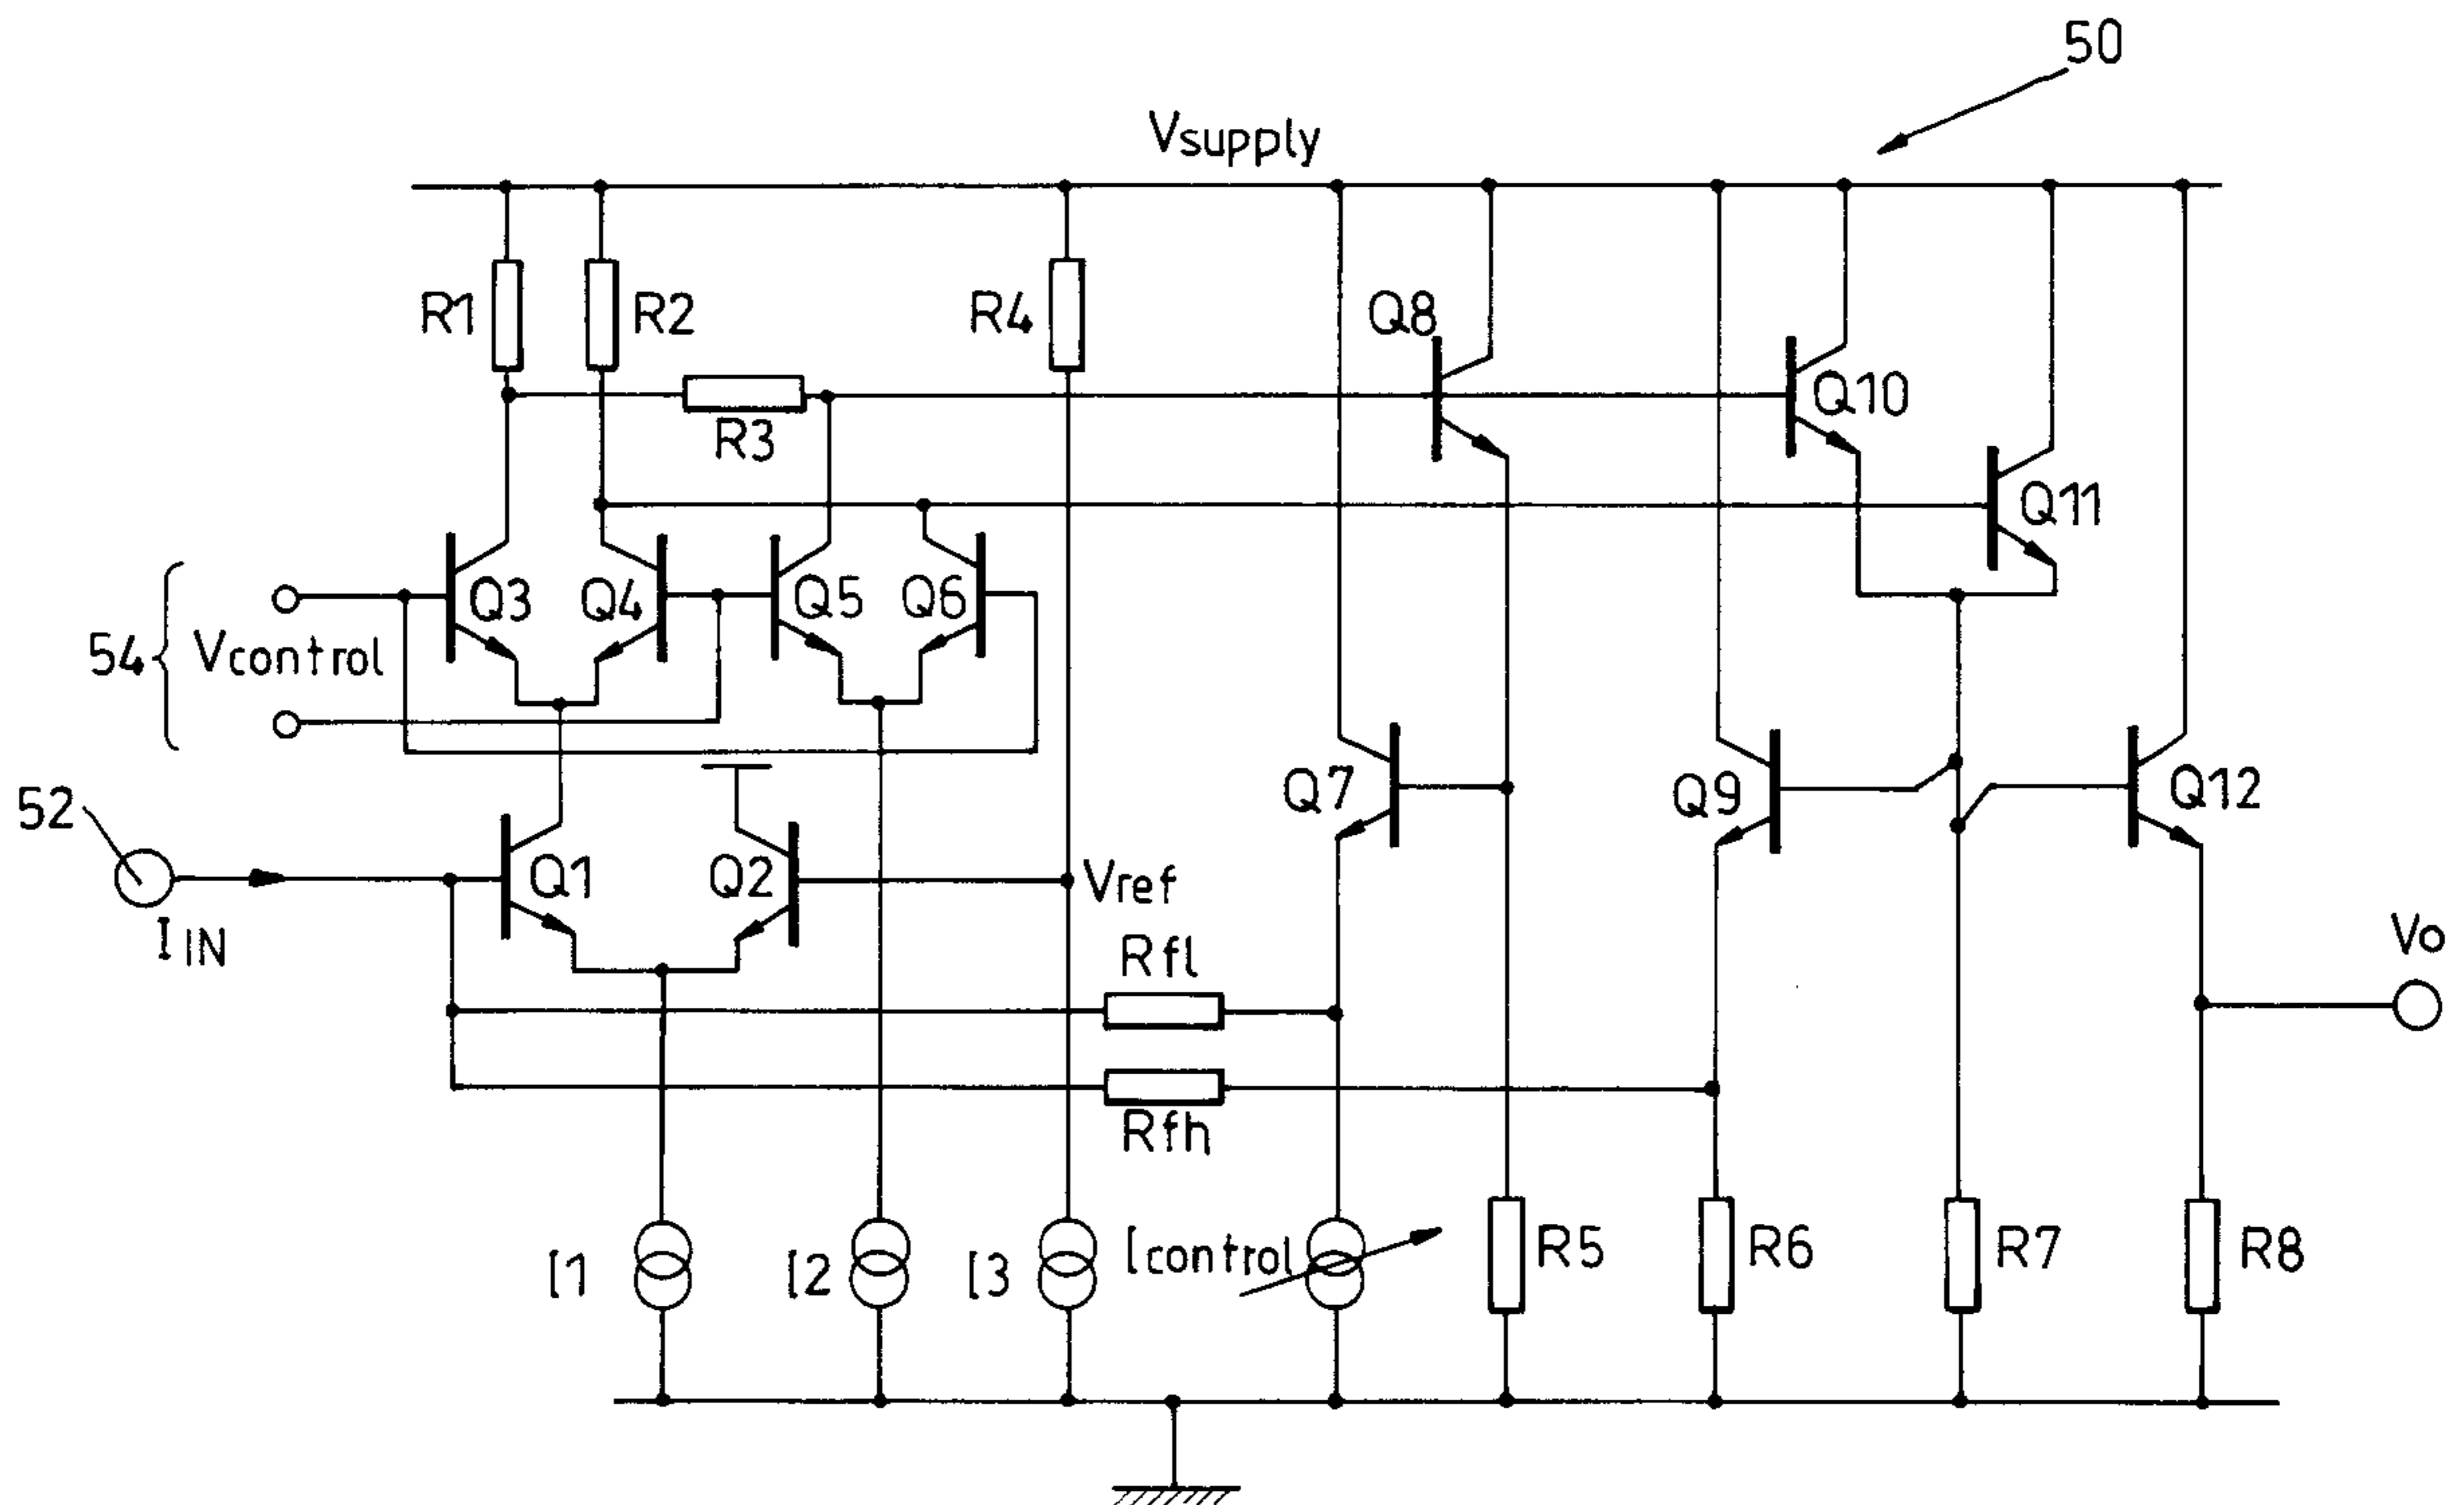 50
Vsupply
R1
R2
R4
Q8
Q10
R3
Q11
Q3
Q4
Q5
Q6
54
Vcontrol
Q7
Q9
Q12
52
Q1
Q2
Vref
IIN
Rfl
Vo
Rfh
I1
I2
I3
Icontrol
R5
R6
R7
R8